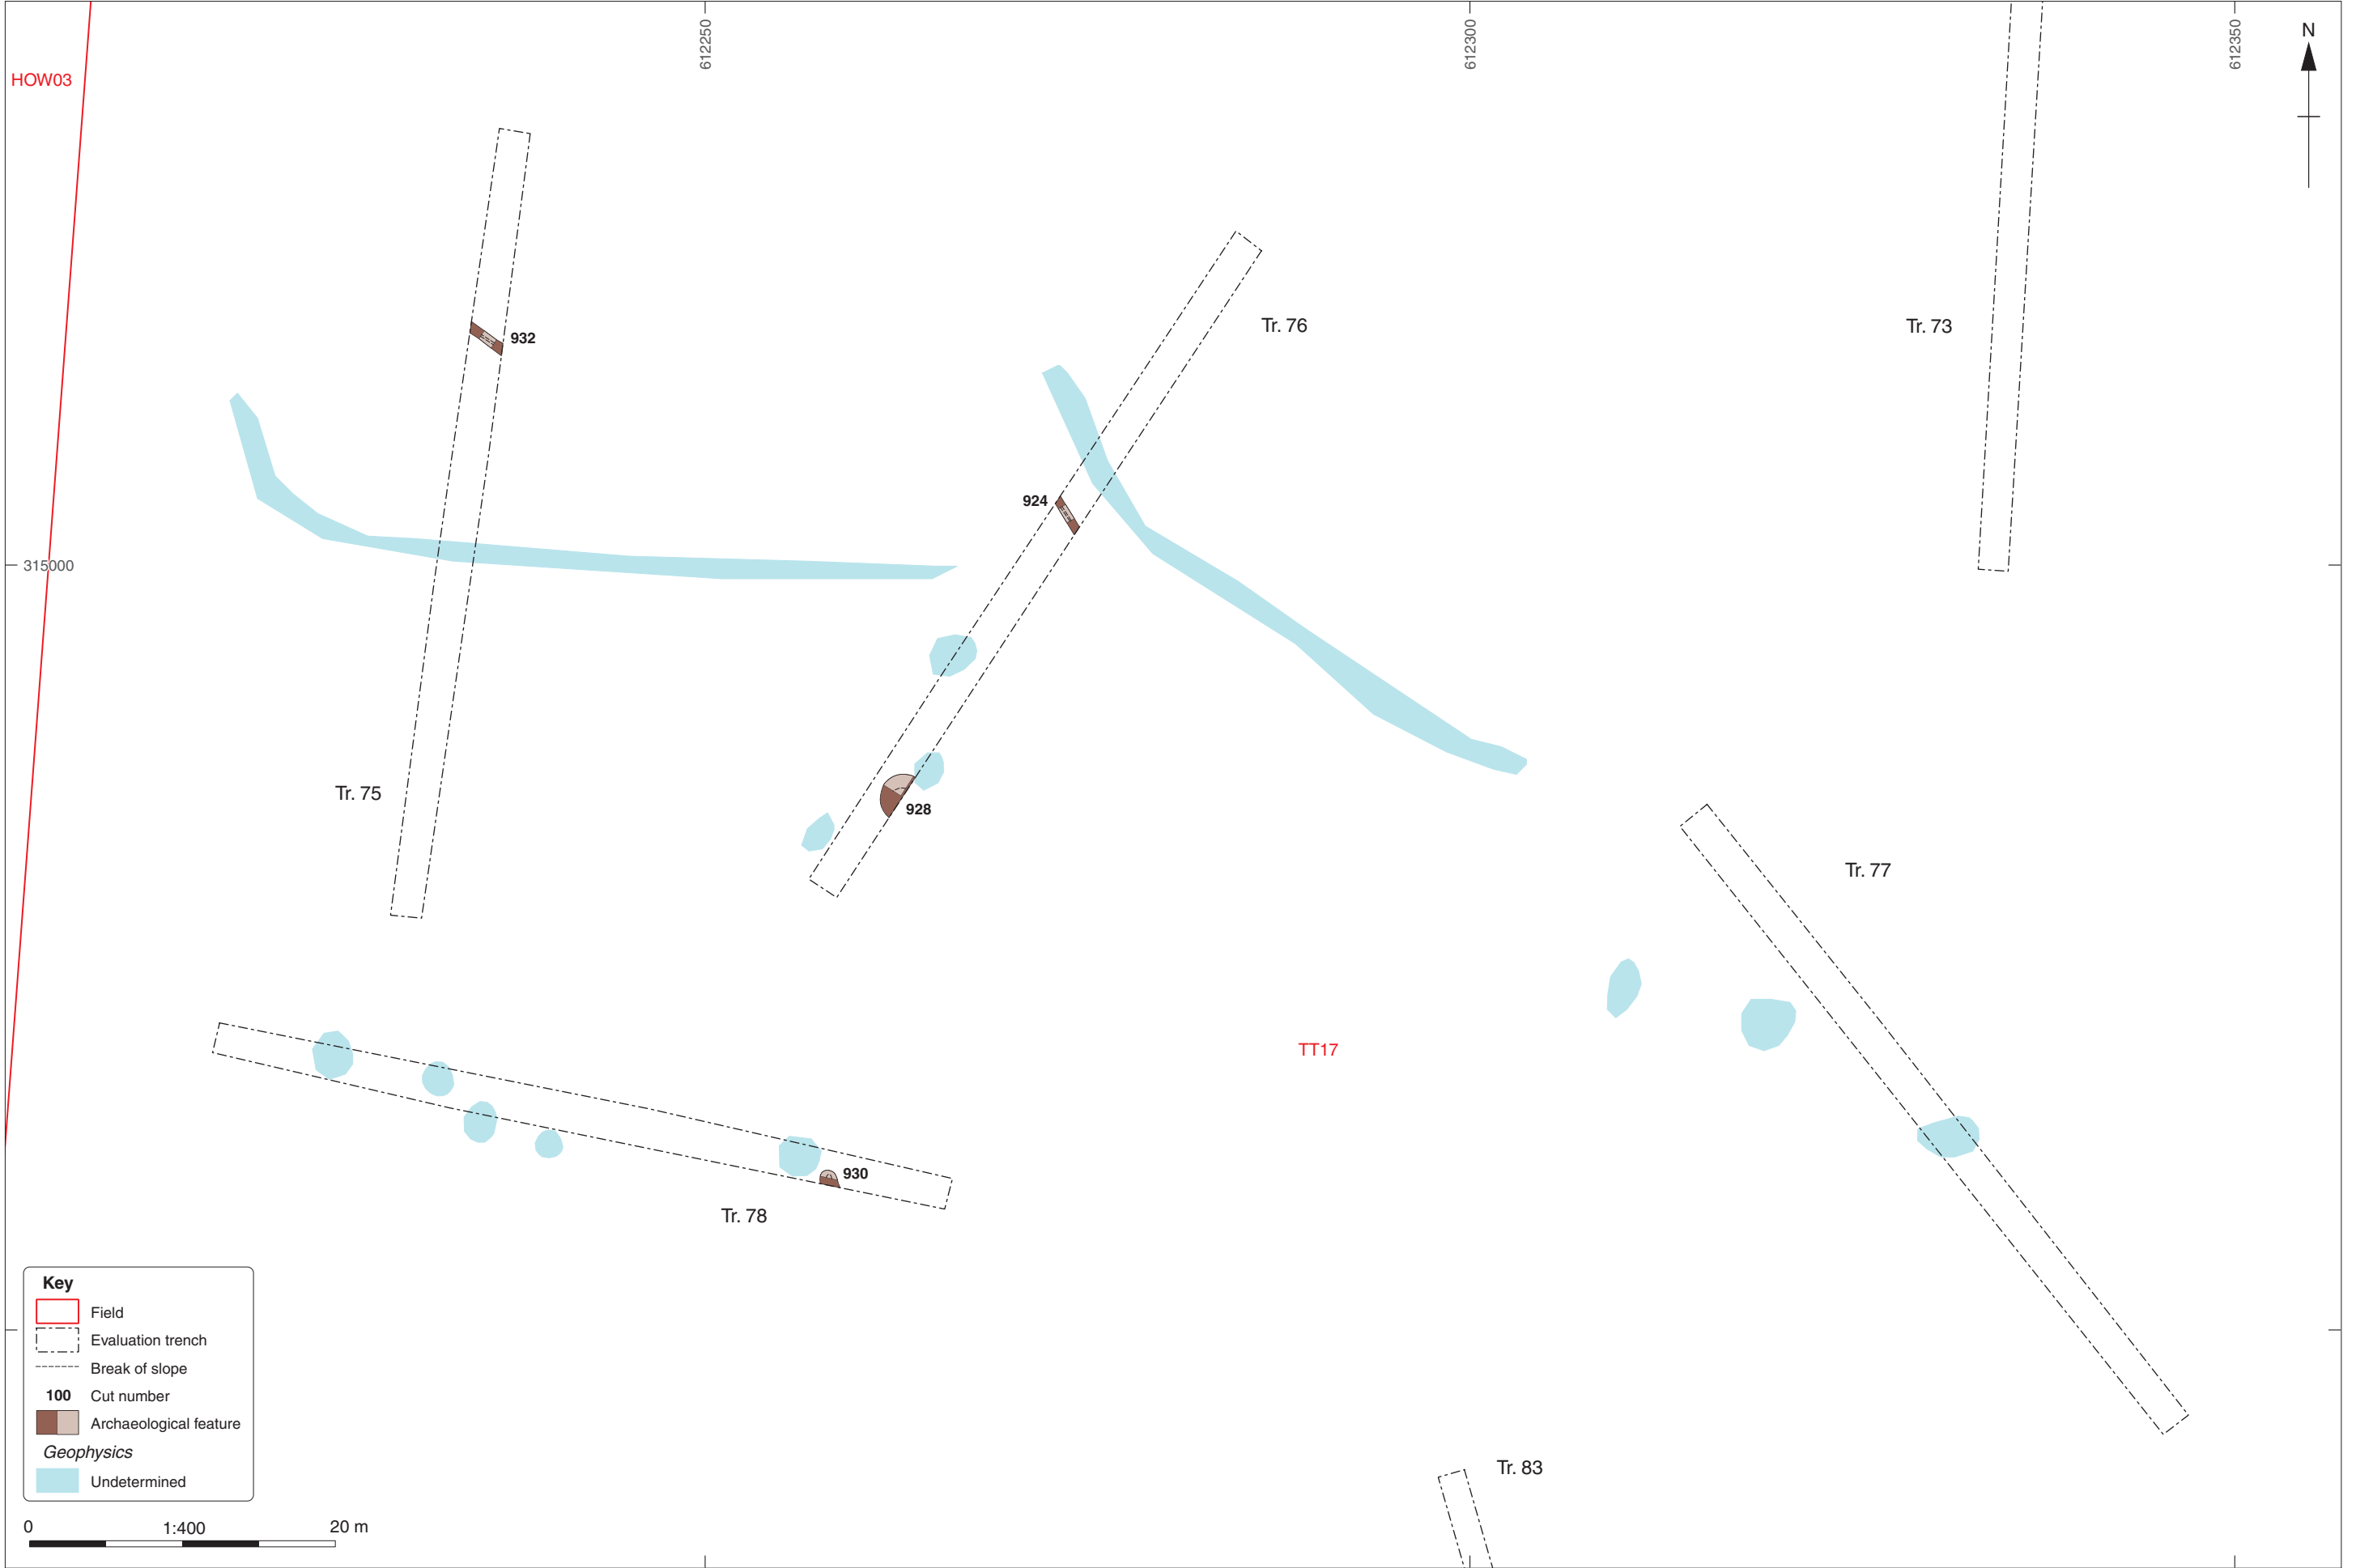 612250
612300
612350
N
HOW03
Tr. 76
Tr. 73
932
924
315000
Tr. 75
928
Tr. 77
TT17
930
Tr. 78
Key
Field
Evaluation trench
Break of slope
100 Cut number
Archaeological feature
Geophysics
Undetermined
Tr. 83
0 1:400 20 m